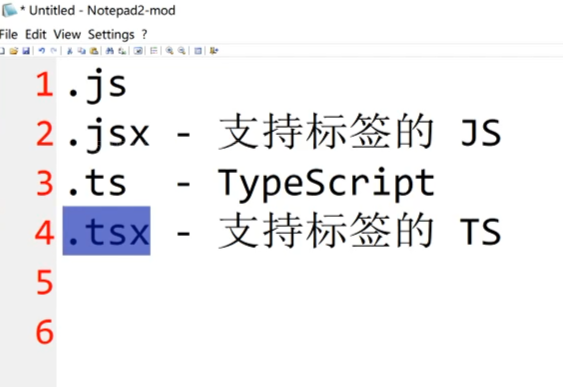 * Untitled - Notepad2-mod
File Edit View Settings ?
1 .js
2 .jsx - 支持标签的 JS
3 .ts - TypeScript
4 .tsx - 支持标签的 TS
5
6